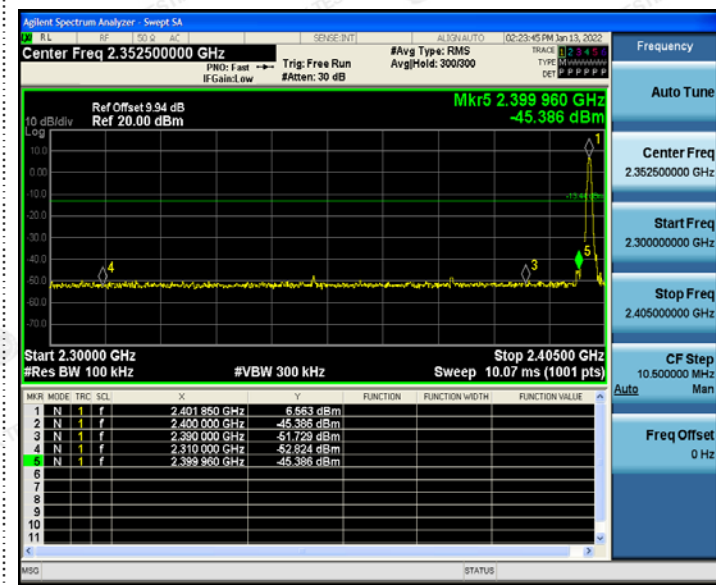 Agilent Spectrum Analyzer - Swept SA
RL RF 50 Ω AC SENSE:INT ALIGN AUTO 02:23:45 PM Jan 13, 2022
Center Freq 2.352500000 GHz
PNO: Fast Trig: Free Run
IFGain:Low #Atten: 30 dB
#Avg Type: RMS
Avg|Hold: 300/300
TRACE 1 2 3 4 5 6
TYPE M
DET P P P P P P
Ref Offset 9.94 dB
10 dB/div Ref 20.00 dBm
Log
Mkr5 2.399 960 GHz
-45.386 dBm
10.0
0.00
-10.0
-20.0
-30.0
-40.0
-50.0
-60.0
-70.0
1
-13.44 dBm
5
3
4
Start 2.30000 GHz Stop 2.40500 GHz
#Res BW 100 kHz #VBW 300 kHz Sweep 10.07 ms (1001 pts)
MKR MODE TRC SCL X Y FUNCTION FUNCTION WIDTH FUNCTION VALUE
1 N 1 f 2.401 850 GHz 6.563 dBm
2 N 1 f 2.400 000 GHz -45.386 dBm
3 N 1 f 2.390 000 GHz -51.729 dBm
4 N 1 f 2.310 000 GHz -52.824 dBm
5 N 1 f 2.399 960 GHz -45.386 dBm
6
7
8
9
10
11
MSG STATUS
Frequency
Auto Tune
Center Freq
2.352500000 GHz
Start Freq
2.300000000 GHz
Stop Freq
2.405000000 GHz
CF Step
10.500000 MHz
Auto Man
Freq Offset
0 Hz